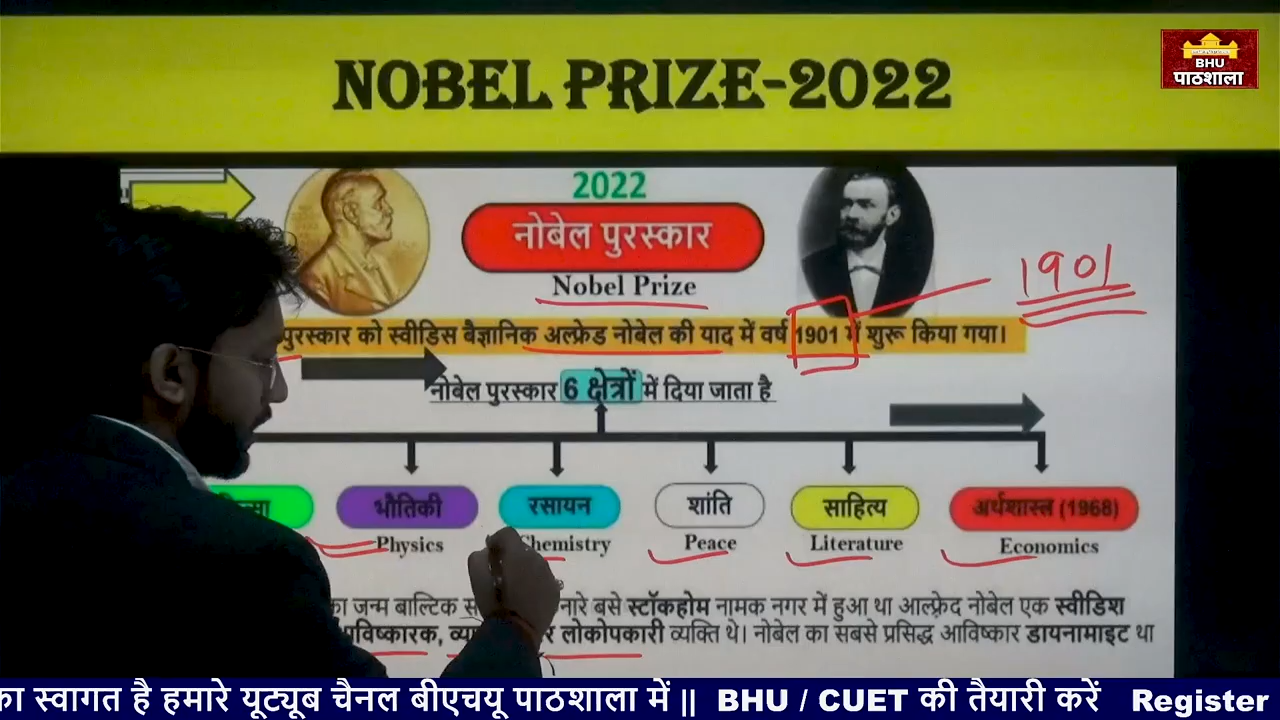 NOBEL PRIZE-2022
BHU
पाठशाला
2022
नोबेल पुरस्कार
Nobel Prize
1901
पुरस्कार को स्वीडिस बैज्ञानिक अल्फ्रेड नोबेल की याद में वर्ष 1901 में शुरू किया गया।
नोबेल पुरस्कार 6 क्षेत्रों में दिया जाता है
भौतिकी रसायन शांति साहित्य अर्थशास्त्र (1968)
Physics Chemistry Peace Literature Economics
का जन्म बाल्टिक बसे स्टॉकहोम नामक नगर में हुआ था आल्फ्रेद नोबेल एक स्वीडिश
लोकोपकारी व्यक्ति थे। नोबेल का सबसे प्रसिद्ध आविष्कार डायनामाइट था
का स्वागत है हमारे यूट्यूब चैनल बीएचयू पाठशाला में || BHU / CUET की तैयारी करें Register